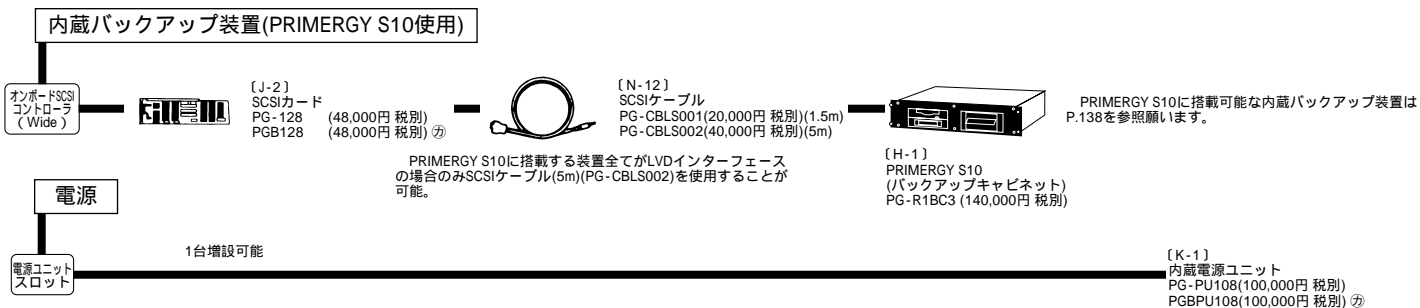 内蔵バックアップ装置(PRIMERGY S10使用)
オンボードSCSI
コントローラ
(Wide)
〔J-2〕
SCSIカード
PG-128 (48,000円 税別)
PGB128 (48,000円 税別) ㋕
〔N-12〕
SCSIケーブル
PG-CBLS001(20,000円 税別)(1.5m)
PG-CBLS002(40,000円 税別)(5m)
PRIMERGY S10に搭載する装置全てがLVDインターフェース
の場合のみSCSIケーブル(5m)(PG-CBLS002)を使用することが
可能。
〔H-1〕
PRIMERGY S10
(バックアップキャビネット)
PG-R1BC3 (140,000円 税別)
PRIMERGY S10に搭載可能な内蔵バックアップ装置は
P.138を参照願います。
電源
電源ユニット
スロット
1台増設可能
〔K-1〕
内蔵電源ユニット
PG-PU108(100,000円 税別)
PGBPU108(100,000円 税別) ㋕